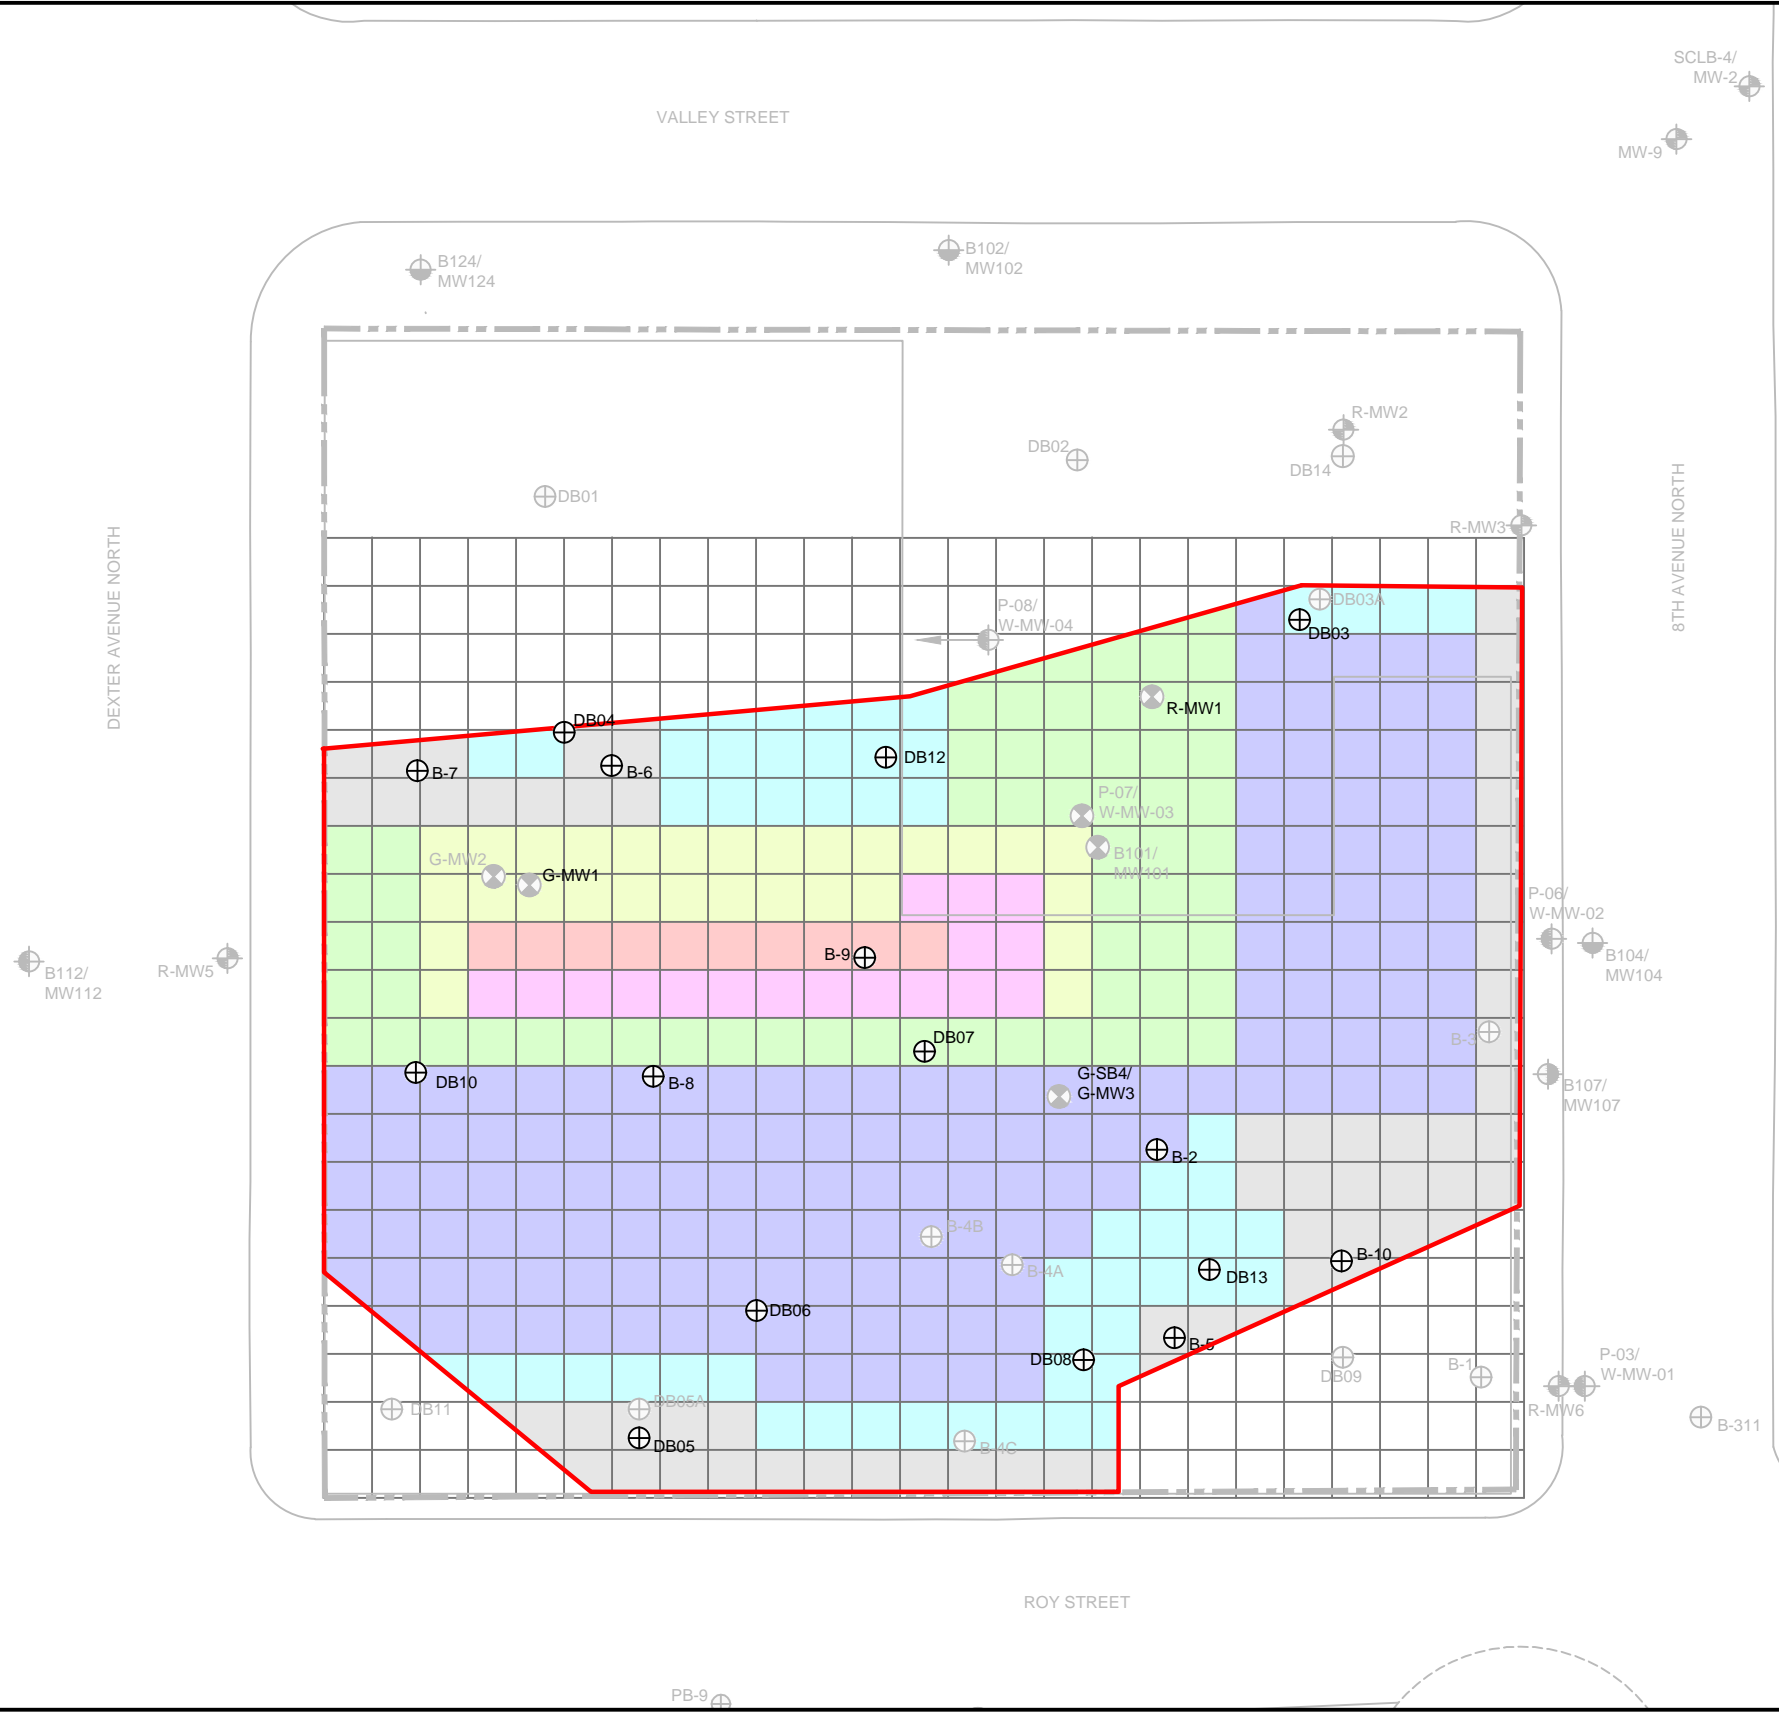 SCLB-4/
MW-2
VALLEY STREET
MW-9
B124/
MW124
B102/
MW102
R-MW2
DB02
DB14
DB01
R-MW3
DEXTER AVENUE NORTH
8TH AVENUE NORTH
P-08/
W-MW-04
DB03A
DB03
R-MW1
DB04
B-7
B-6
DB12
P-07/
W-MW-03
G-MW2
G-MW1
B101/
MW101
P-06/
W-MW-02
B-9
B112/
MW112
R-MW5
B104/
MW104
DB07
B-3
DB10
B-8
G-SB4/
G-MW3
B107/
MW107
B-2
B-4B
B-4A
DB13
B-10
DB06
DB08
B-5
DB09
B-1
P-03/
W-MW-01
R-MW6
B-311
DB11
DB05A
DB05
B-4C
ROY STREET
PB-9